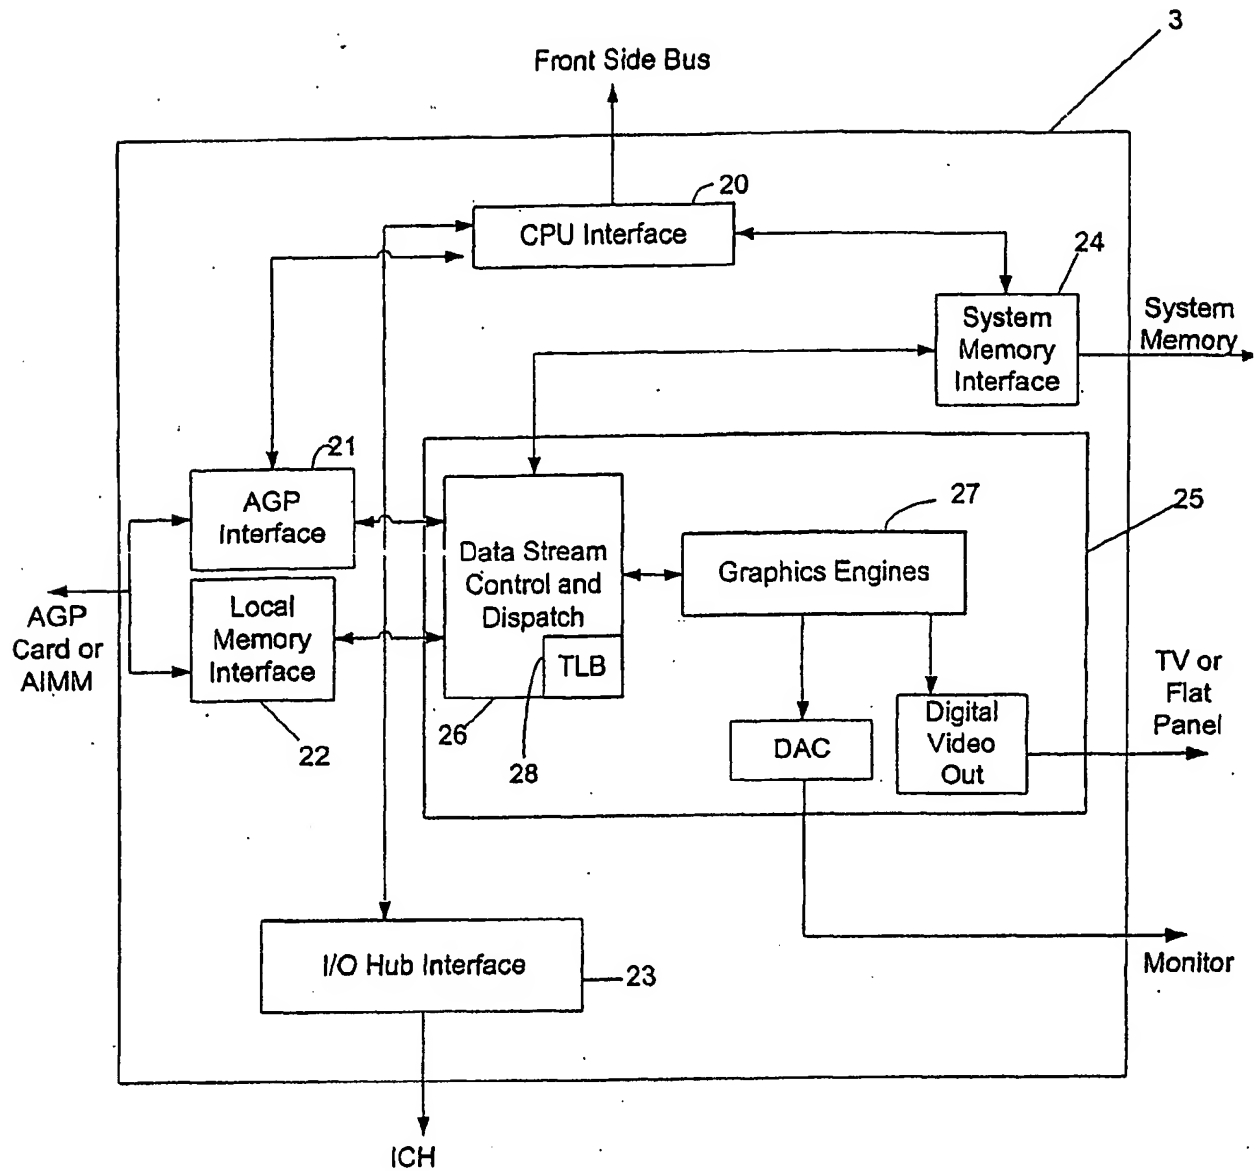 3
Front Side Bus
20
CPU Interface
24
System
Memory
Interface
System
Memory
21
AGP
Interface
27
25
Data Stream
Control and
Dispatch
Graphics Engines
AGP
Card or
AIMM
Local
Memory
Interface
TLB
TV or
Flat
Panel
22
26
28
DAC
Digital
Video
Out
I/O Hub Interface
23
Monitor
ICH